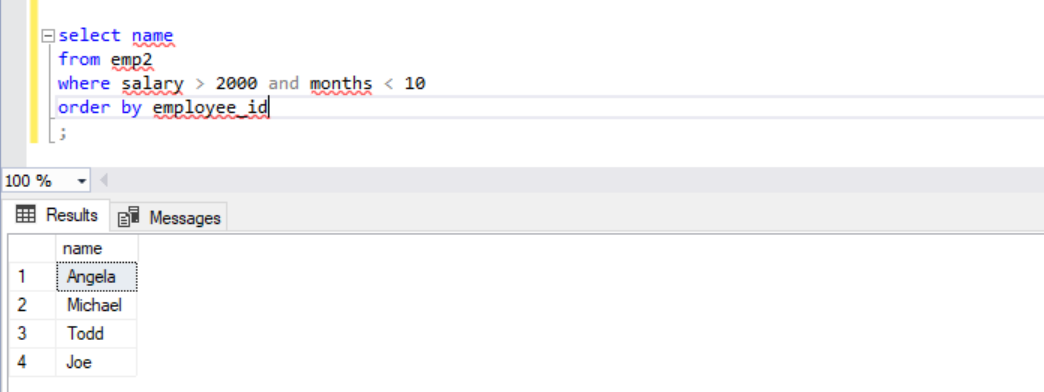 select name
from emp2
where salary > 2000 and months < 10
order by employee_id
;
100 %
Results Messages
name
1 Angela
2 Michael
3 Todd
4 Joe